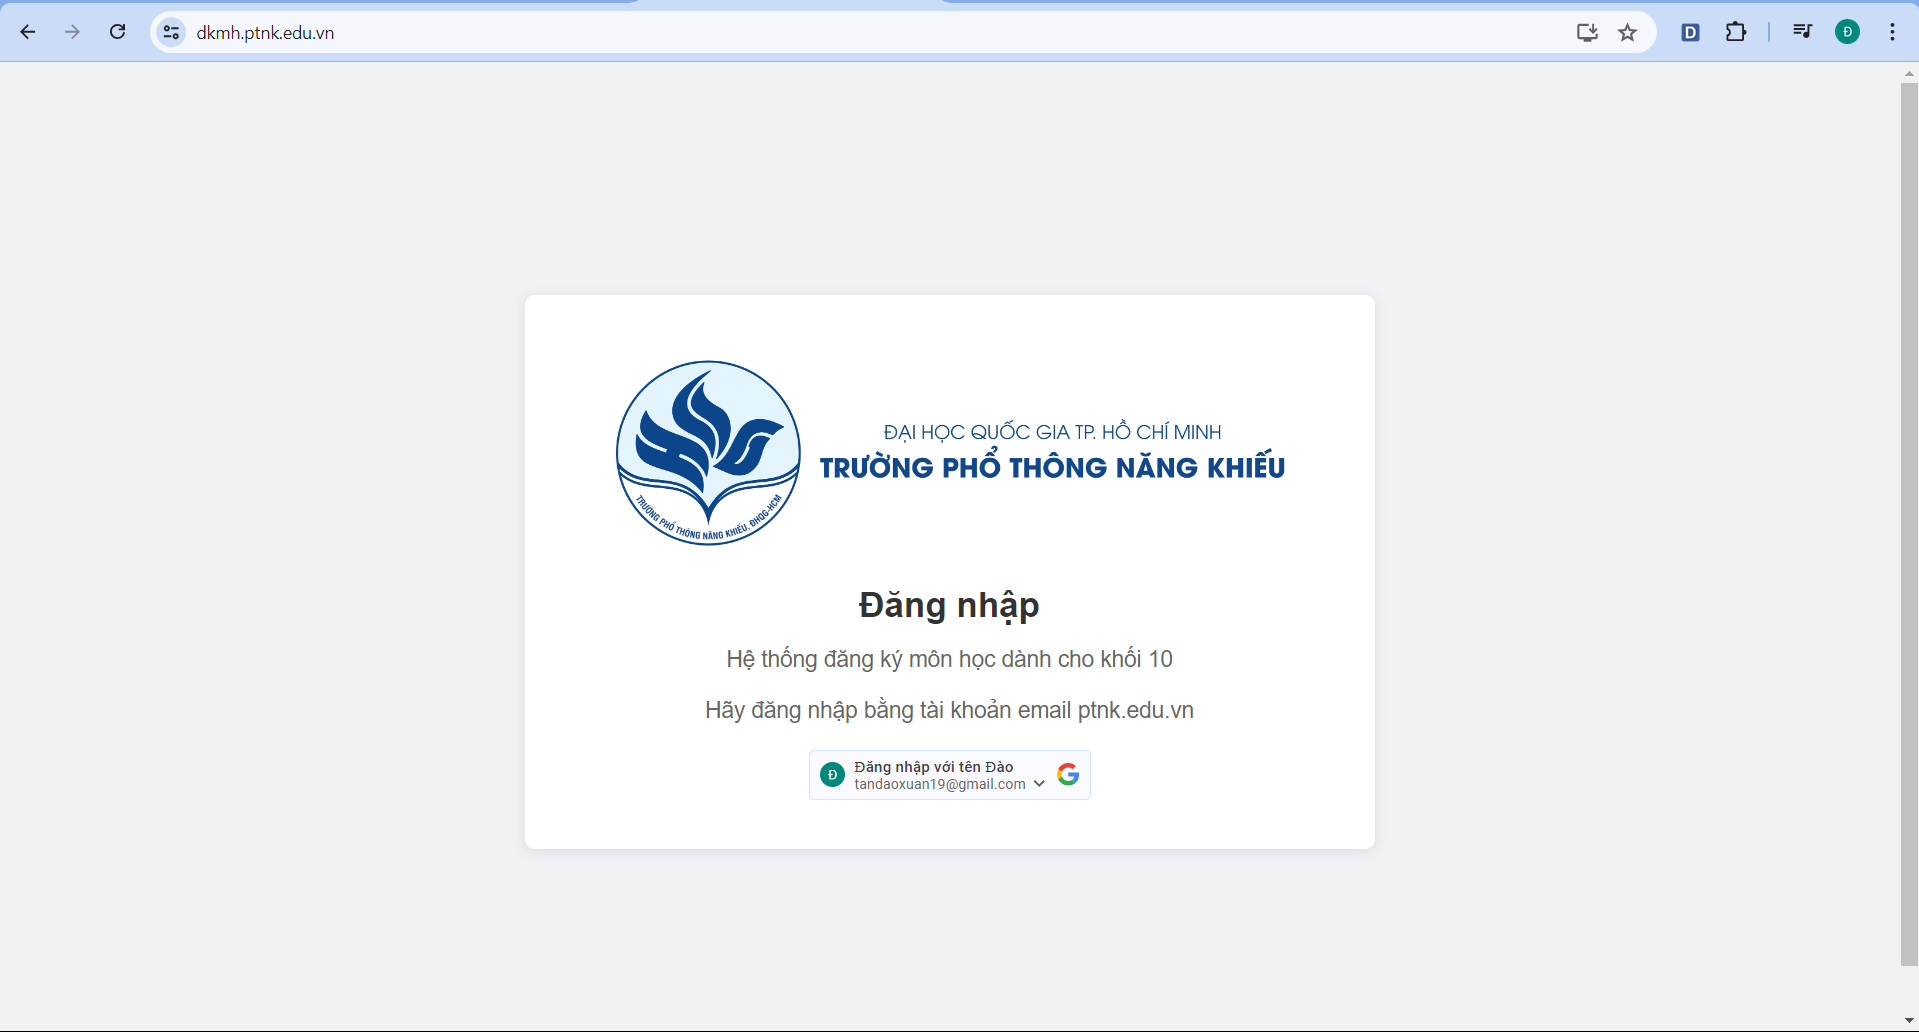 dkmh.ptnk.edu.vn
D
Đ
ĐẠI HỌC QUỐC GIA TP. HỒ CHÍ MINH
TRƯỜNG PHỔ THÔNG NĂNG KHIẾU
TRƯỜNG PHỔ THÔNG NĂNG KHIẾU, ĐHQG-HCM
Đăng nhập
Hệ thống đăng ký môn học dành cho khối 10
Hãy đăng nhập bằng tài khoản email ptnk.edu.vn
Đ
Đăng nhập với tên Đào
tandaoxuan19@gmail.com